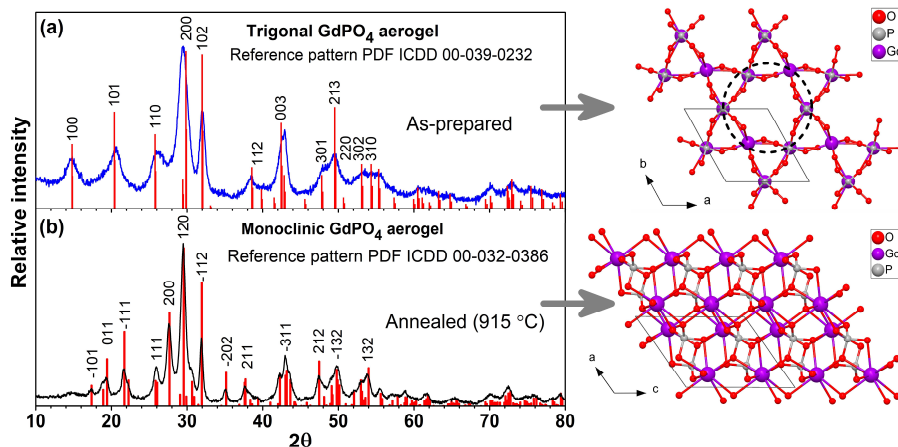 (a)
Trigonal GdPO4 aerogel
Reference pattern PDF ICDD 00-039-0232
As-prepared
100
101
110
200
102
112
003
301
213
220
302
310
(b)
Monoclinic GdPO4 aerogel
Reference pattern PDF ICDD 00-032-0386
Annealed (915 °C)
-101
011
-111
111
200
120
-112
-202
211
-311
212
-132
132
Relative intensity
10 20 30 40 50 60 70 80
2θ
O
P
Gd
b
a
O
Gd
P
a
c